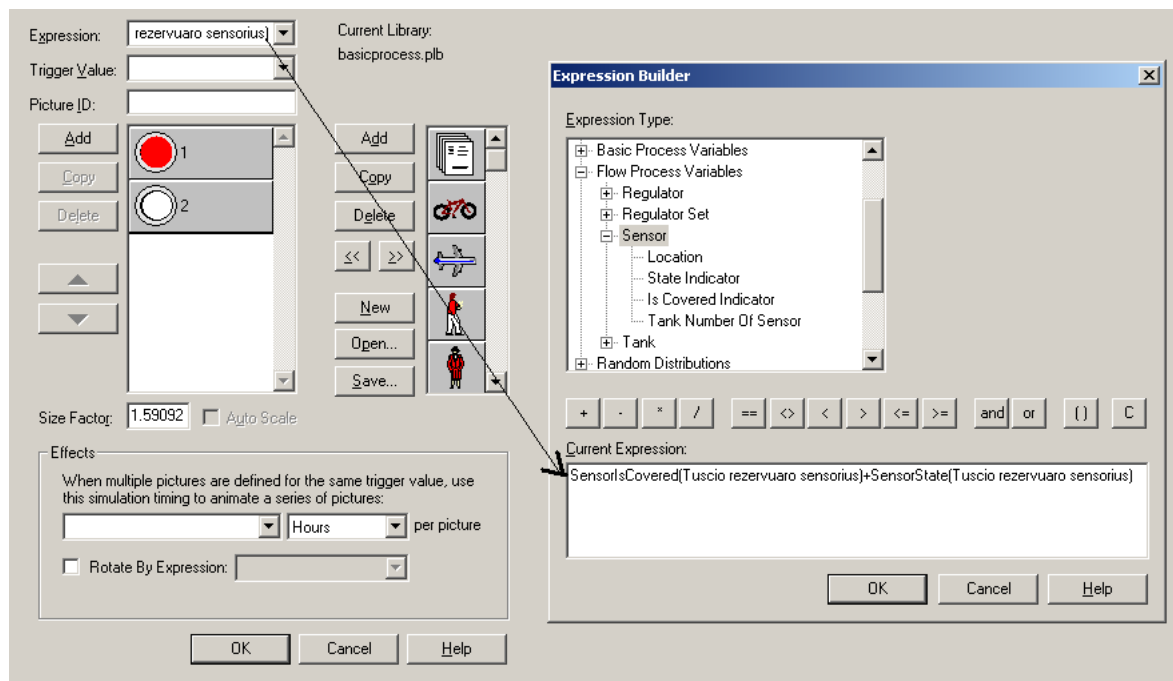 Expression: rezervuaro sensorius)
Current Library:
basicprocess.plb
Trigger Value:
Picture ID:
Add
Copy
Delete
1
2
Add
Copy
Delete
<< >>
New
Open...
Save...
Size Factor: 1.59092 Auto Scale
Effects
When multiple pictures are defined for the same trigger value, use
this simulation timing to animate a series of pictures:
Hours per picture
Rotate By Expression:
OK Cancel Help
Expression Builder
Expression Type:
Basic Process Variables
Flow Process Variables
Regulator
Regulator Set
Sensor
Location
State Indicator
Is Covered Indicator
Tank Number Of Sensor
Tank
Random Distributions
+ - * / == <> < > <= >= and or () C
Current Expression:
SensorIsCovered(Tuscio rezervuaro sensorius)+SensorState(Tuscio rezervuaro sensorius)
OK Cancel Help